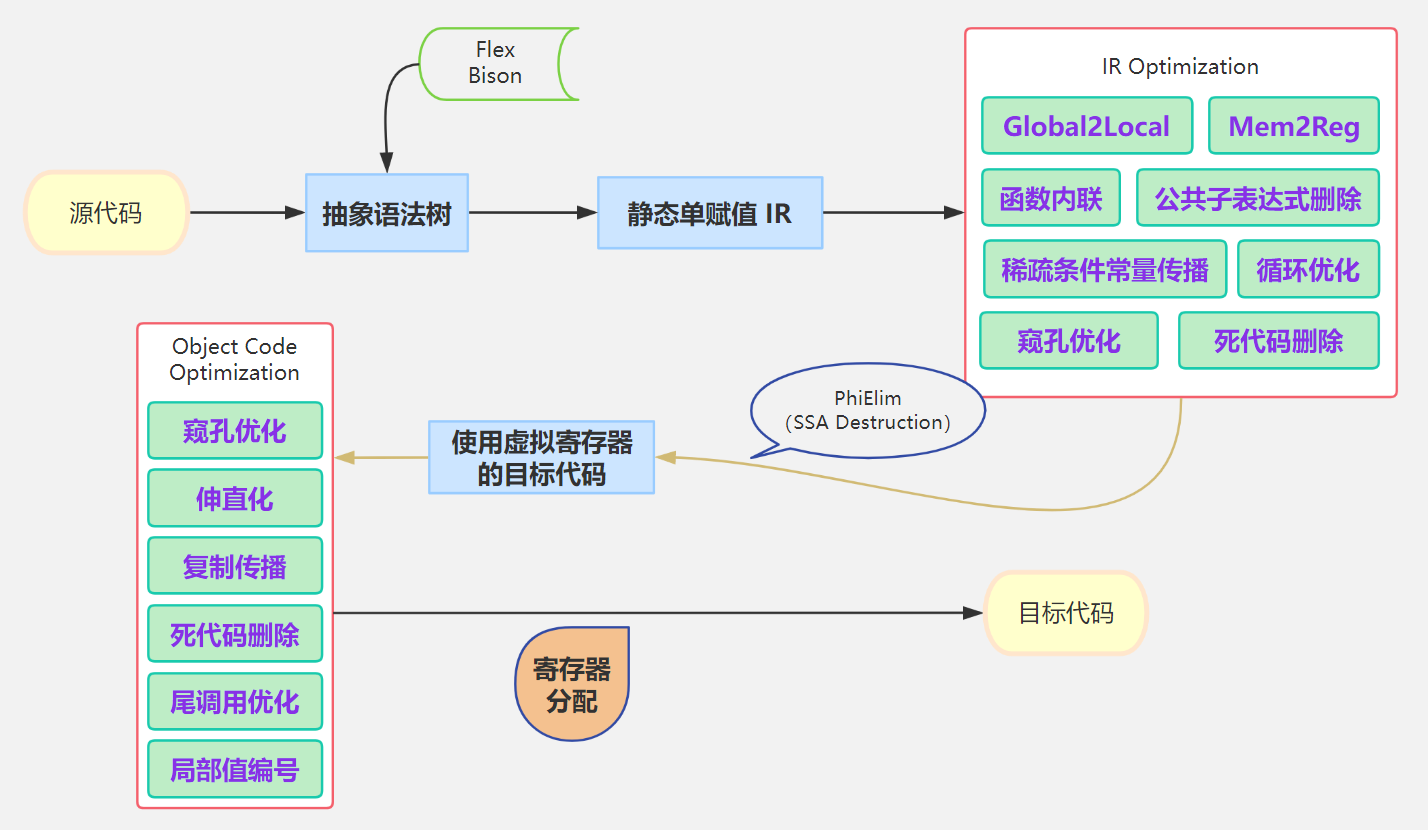 Flex
Bison
源代码
抽象语法树
静态单赋值 IR
IR Optimization
Global2Local
Mem2Reg
函数内联
公共子表达式删除
稀疏条件常量传播
循环优化
窥孔优化
死代码删除
PhiElim
（SSA Destruction）
使用虚拟寄存器
的目标代码
Object Code
Optimization
窥孔优化
伸直化
复制传播
死代码删除
尾调用优化
局部值编号
寄存器
分配
目标代码